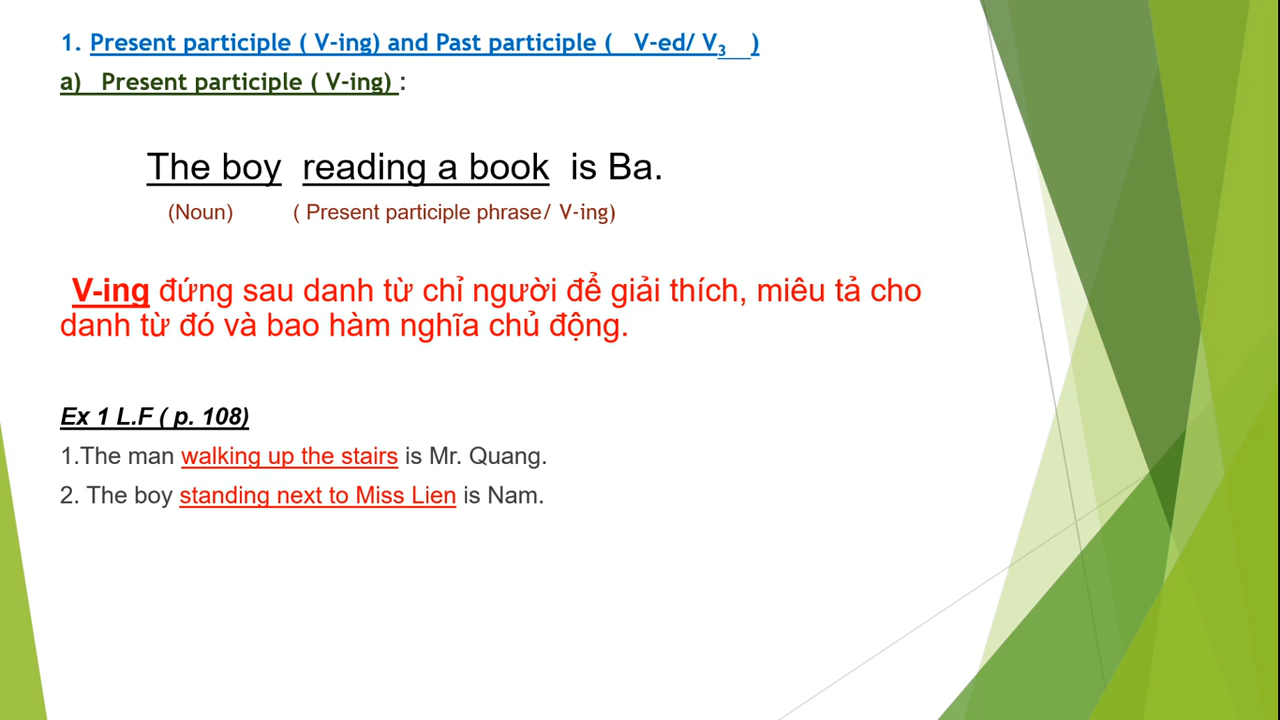 1. Present participle ( V-ing) and Past participle ( V-ed/ V3 )
a) Present participle ( V-ing) :
The boy reading a book is Ba.
(Noun) ( Present participle phrase/ V-ing)
V-ing đứng sau danh từ chỉ người để giải thích, miêu tả cho
danh từ đó và bao hàm nghĩa chủ động.
Ex 1 L.F ( p. 108)
1.The man walking up the stairs is Mr. Quang.
2. The boy standing next to Miss Lien is Nam.